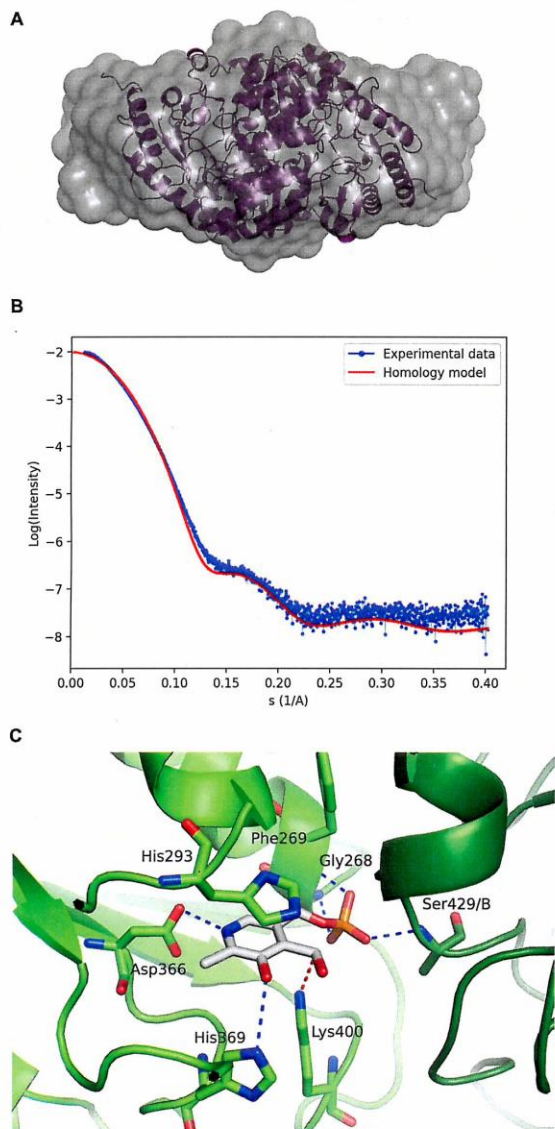 A
B
Experimental data
Homology model
−2
−3
−4
−5
−6
−7
−8
Log(Intensity)
0.00 0.05 0.10 0.15 0.20 0.25 0.30 0.35 0.40
s (1/A)
C
Phe269
His293
Gly268
Ser429/B
Asp366
His369
Lys400